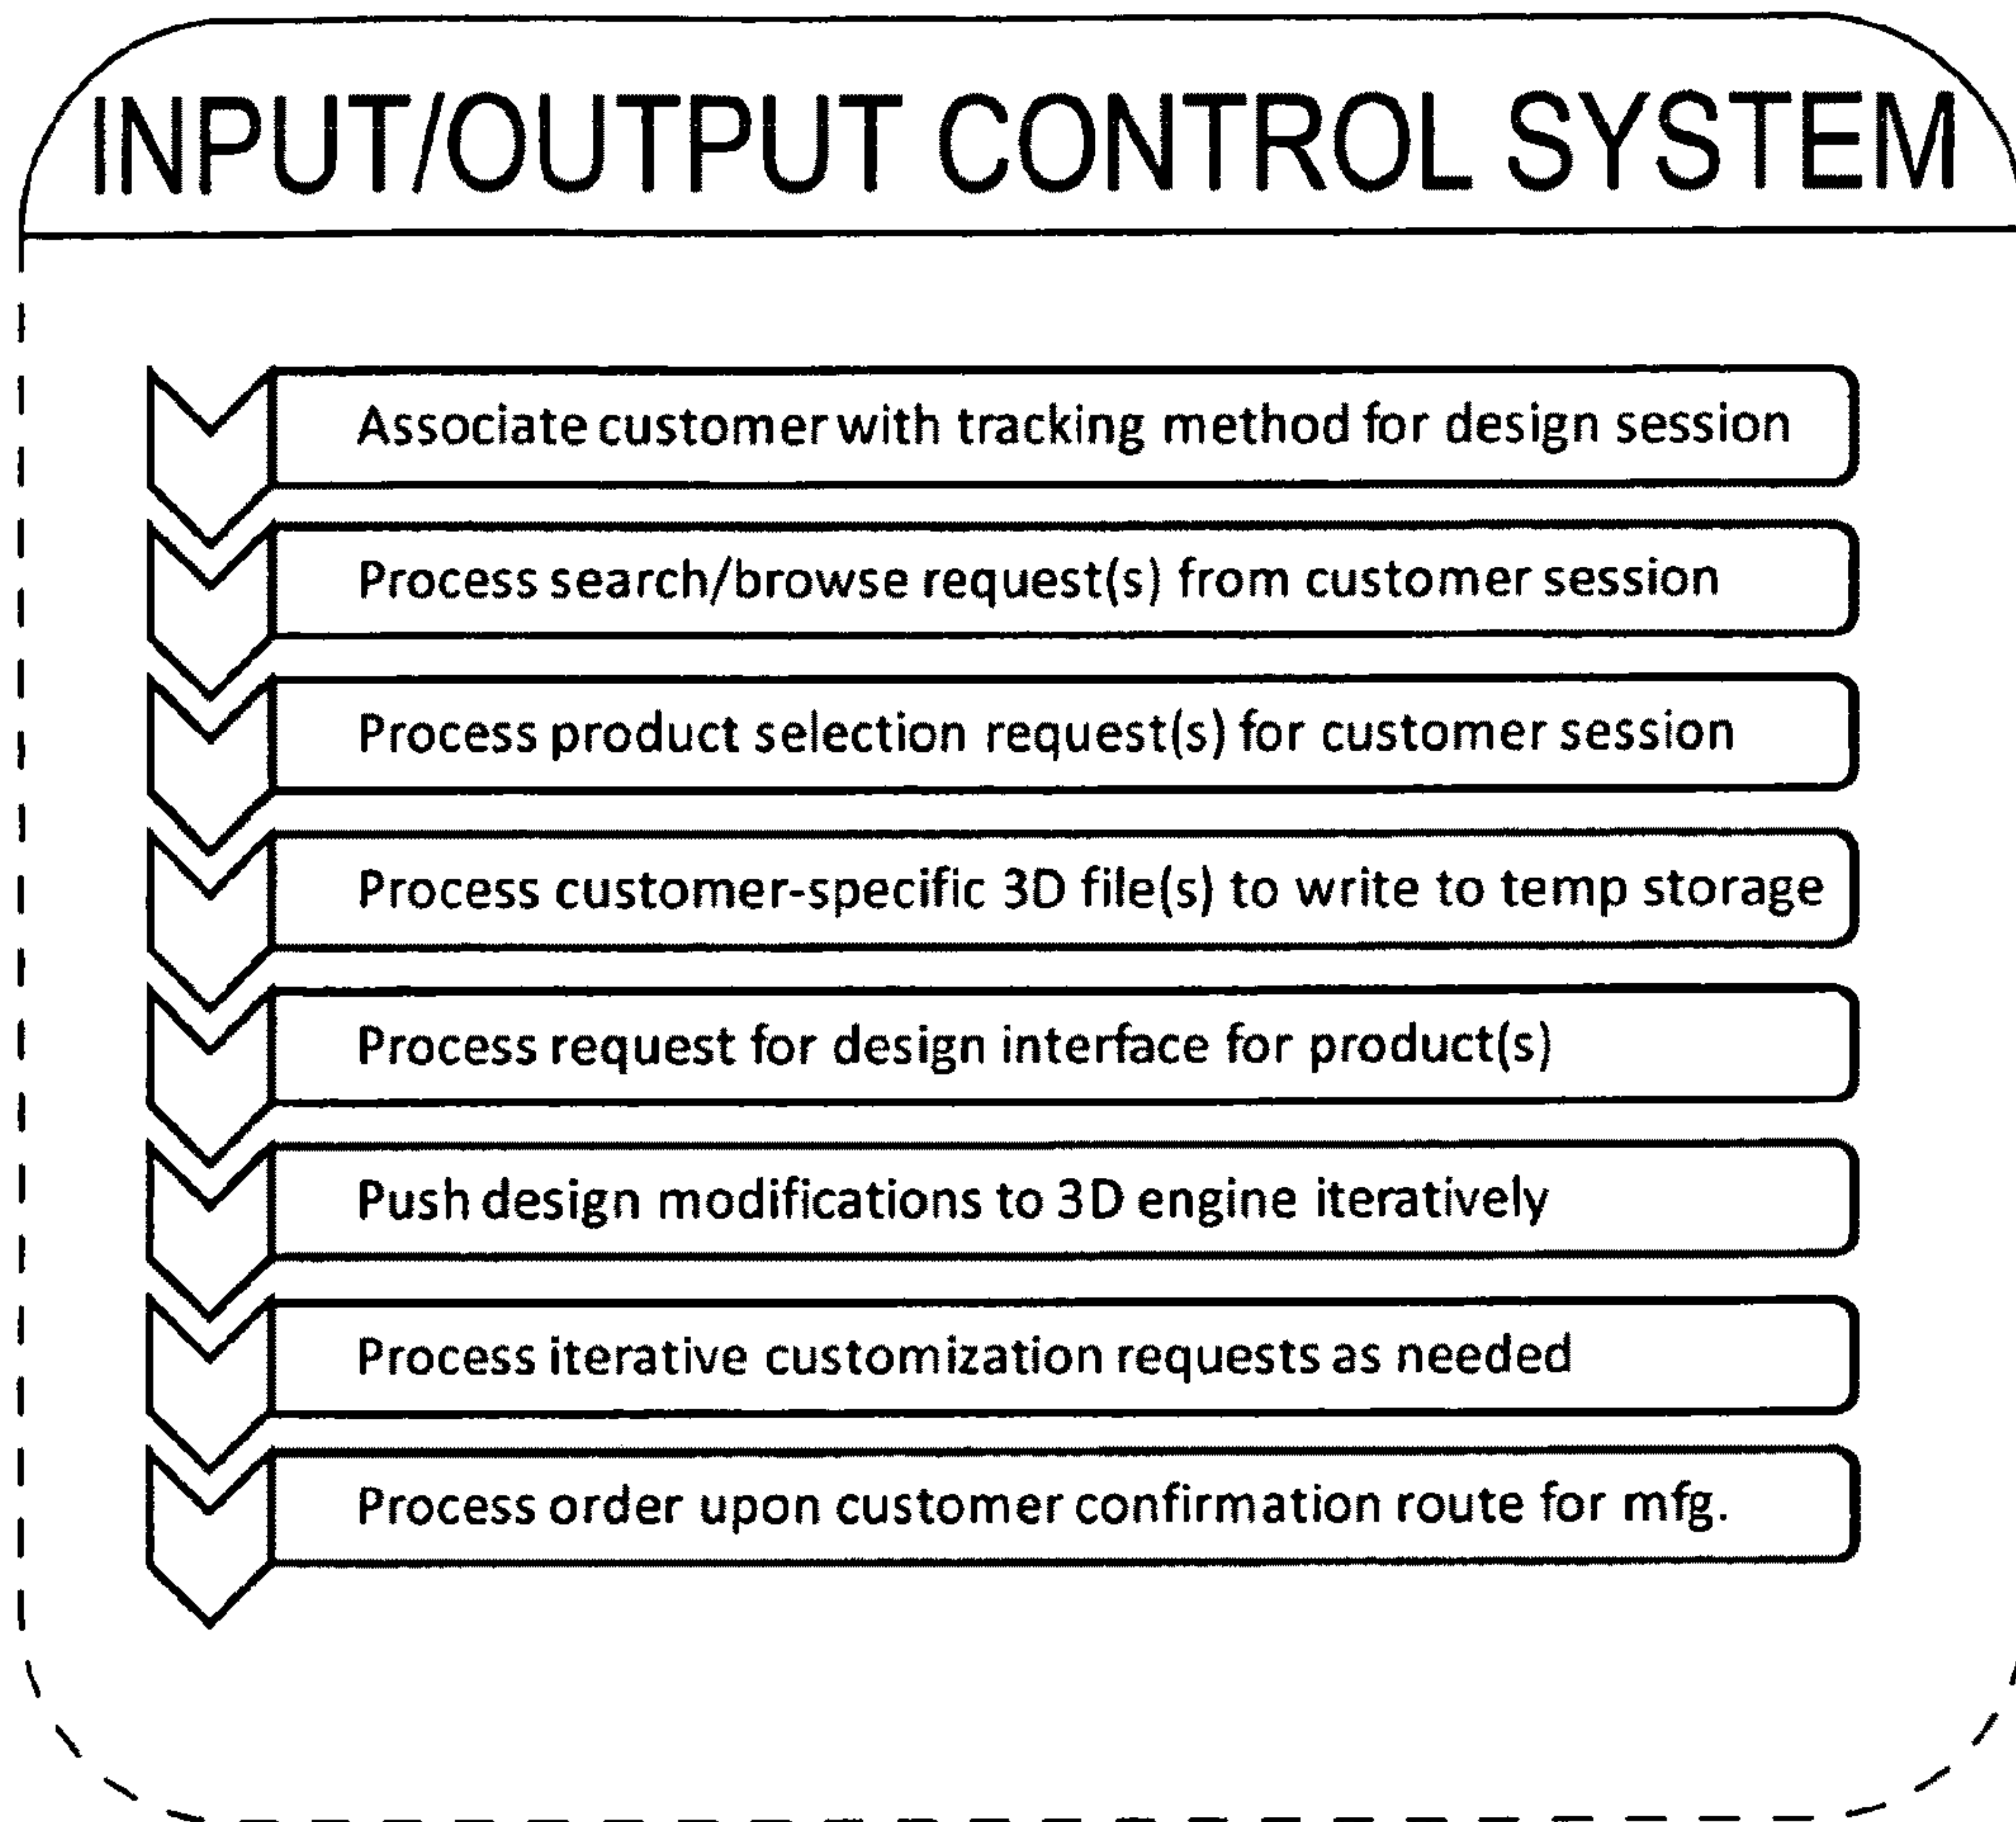 INPUT/OUTPUT CONTROL SYSTEM
Associate customer with tracking method for design session
Process search/browse request(s) from customer session
Process product selection request(s) for customer session
Process customer-specific 3D file(s) to write to temp storage
Process request for design interface for product(s)
Push design modifications to 3D engine iteratively
Process iterative customization requests as needed
Process order upon customer confirmation route for mfg.